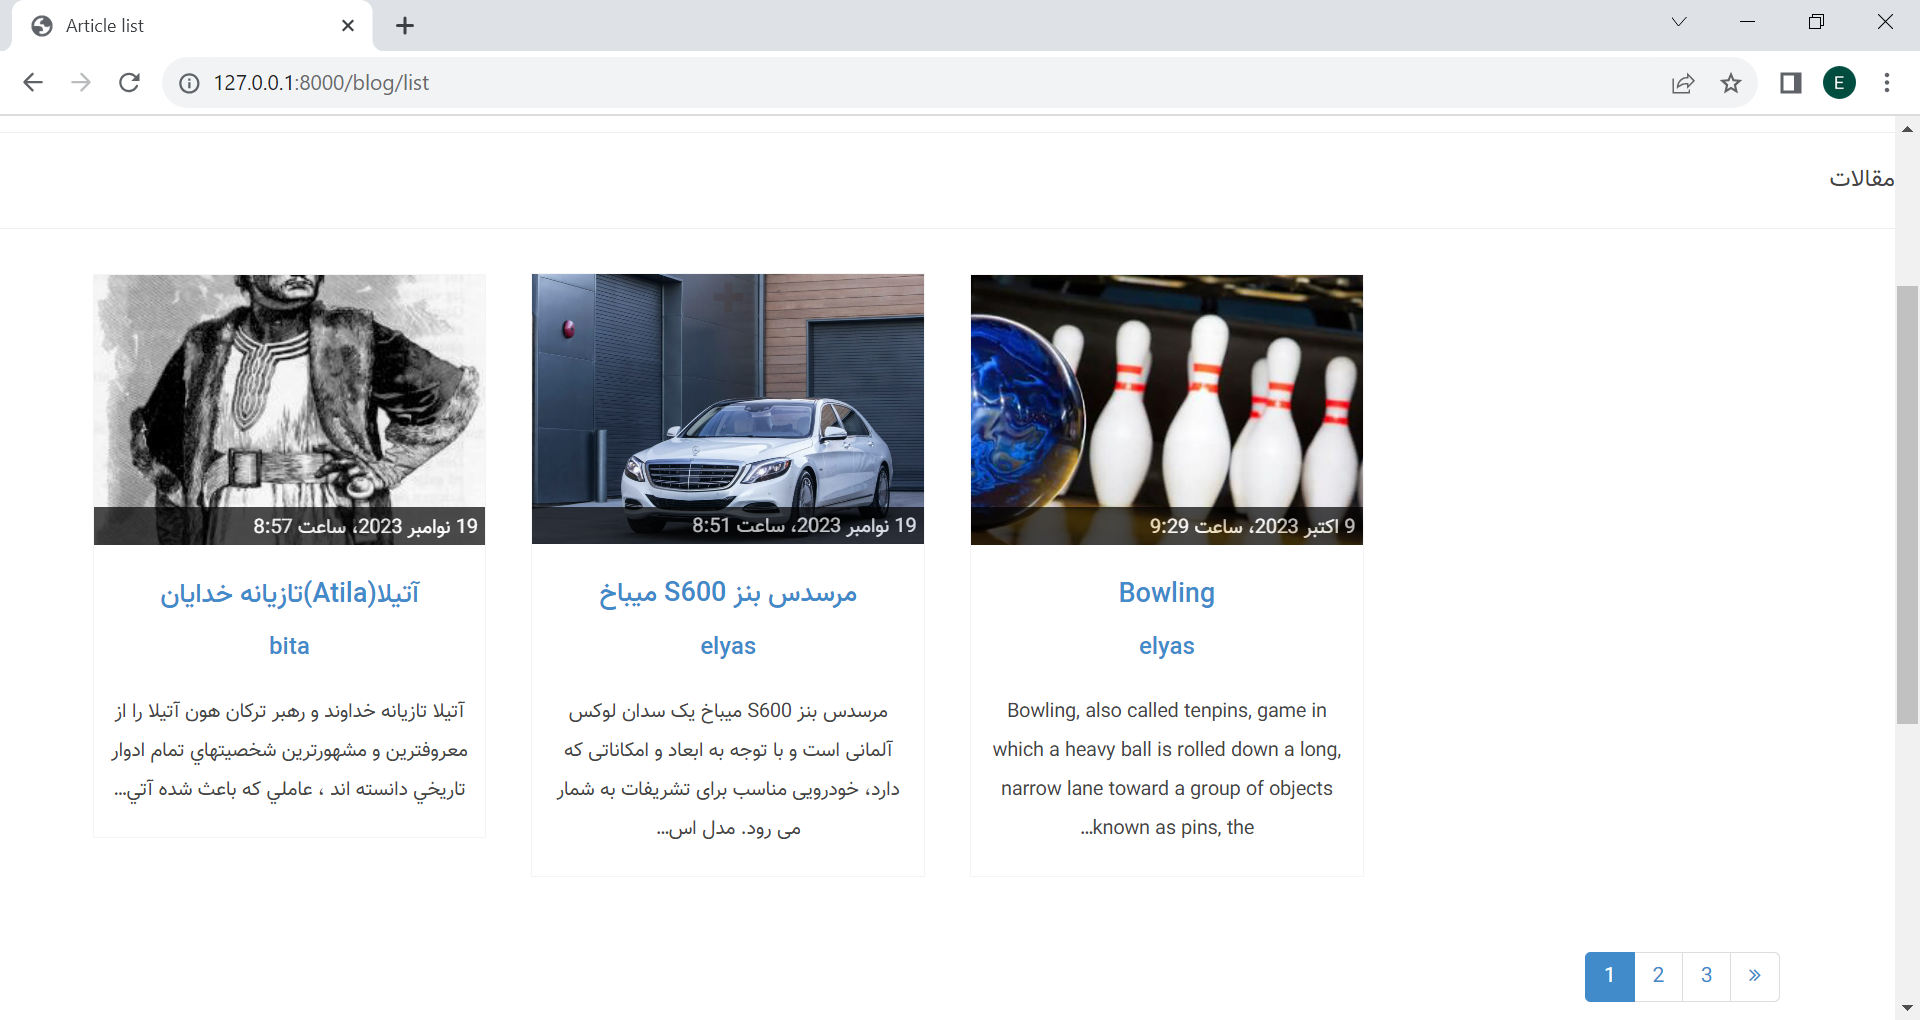 Article list
127.0.0.1:8000/blog/list
E
مقالات
19 نوامبر 2023، ساعت 8:57
آتیلا(Atila)تازیانه خدایان
bita
آتیلا تازیانه خداوند و رهبر ترکان هون آتیلا را از
معروفترین و مشهورترین شخصیتهاي تمام ادوار
تاریخي دانسته اند ، عاملي که باعث شده آتي…
19 نوامبر 2023، ساعت 8:51
مرسدس بنز S600 میباخ
elyas
مرسدس بنز S600 میباخ یک سدان لوکس
آلمانی است و با توجه به ابعاد و امکاناتی که
دارد، خودرویی مناسب برای تشریفات به شمار
می رود. مدل اس…
9 اکتبر 2023، ساعت 9:29
Bowling
elyas
Bowling, also called tenpins, game in
which a heavy ball is rolled down a long,
narrow lane toward a group of objects
…known as pins, the
1 2 3 »